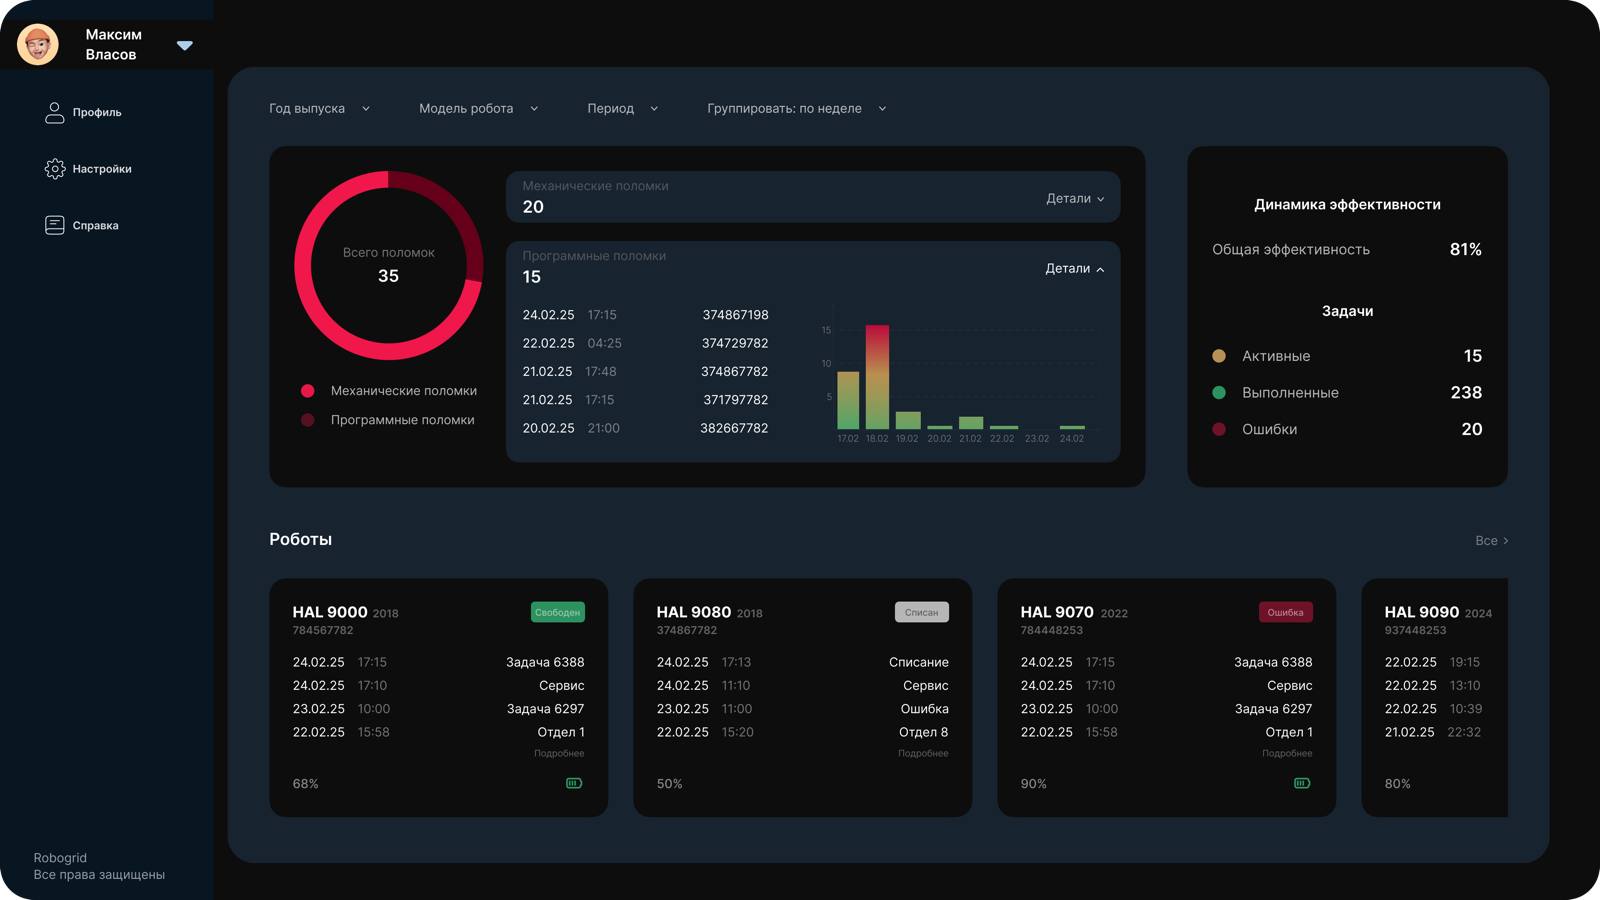 Максим
Власов
Профиль
Настройки
Справка
Robogrid
Все права защищены
Год выпуска
Модель робота
Период
Группировать: по неделе
Всего поломок
35
Механические поломки
Программные поломки
Механические поломки
20
Детали
Программные поломки
15
Детали
24.02.25 17:15 374867198
22.02.25 04:25 374729782
21.02.25 17:48 374867782
21.02.25 17:15 371797782
20.02.25 21:00 382667782
15
10
5
17.02 18.02 19.02 20.02 21.02 22.02 23.02 24.02
Динамика эффективности
Общая эффективность 81%
Задачи
Активные 15
Выполненные 238
Ошибки 20
Роботы
Все
HAL 9000 2018 Свободен
784567782
24.02.25 17:15 Задача 6388
24.02.25 17:10 Сервис
23.02.25 10:00 Задача 6297
22.02.25 15:58 Отдел 1
Подробнее
68%
HAL 9080 2018 Списан
374867782
24.02.25 17:13 Списание
24.02.25 11:10 Сервис
23.02.25 11:00 Ошибка
22.02.25 15:20 Отдел 8
Подробнее
50%
HAL 9070 2022 Ошибка
784448253
24.02.25 17:15 Задача 6388
24.02.25 17:10 Сервис
23.02.25 10:00 Задача 6297
22.02.25 15:58 Отдел 1
Подробнее
90%
HAL 9090 2024
937448253
22.02.25 19:15
22.02.25 13:10
22.02.25 10:39
21.02.25 22:32
80%